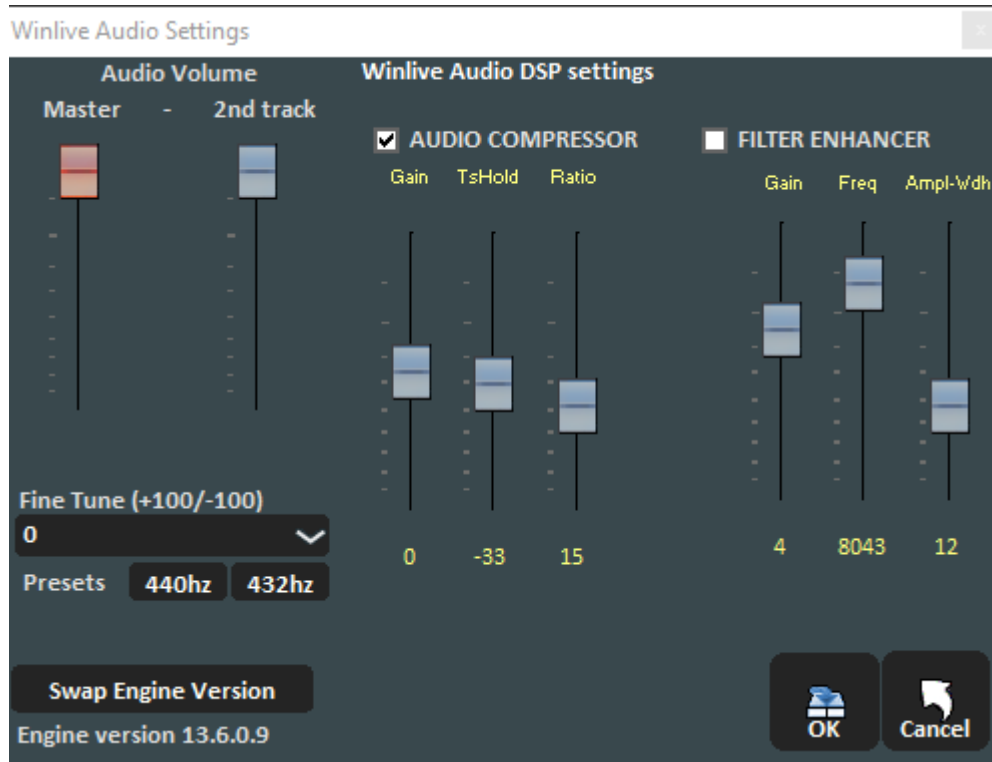 Winlive Audio Settings
Audio Volume
Master - 2nd track
Fine Tune (+100/-100)
0
Presets 440hz 432hz
Swap Engine Version
Engine version 13.6.0.9
Winlive Audio DSP settings
AUDIO COMPRESSOR
Gain TsHold Ratio
0 -33 15
FILTER ENHANCER
Gain Freq Ampl-Wdh
4 8043 12
OK
Cancel